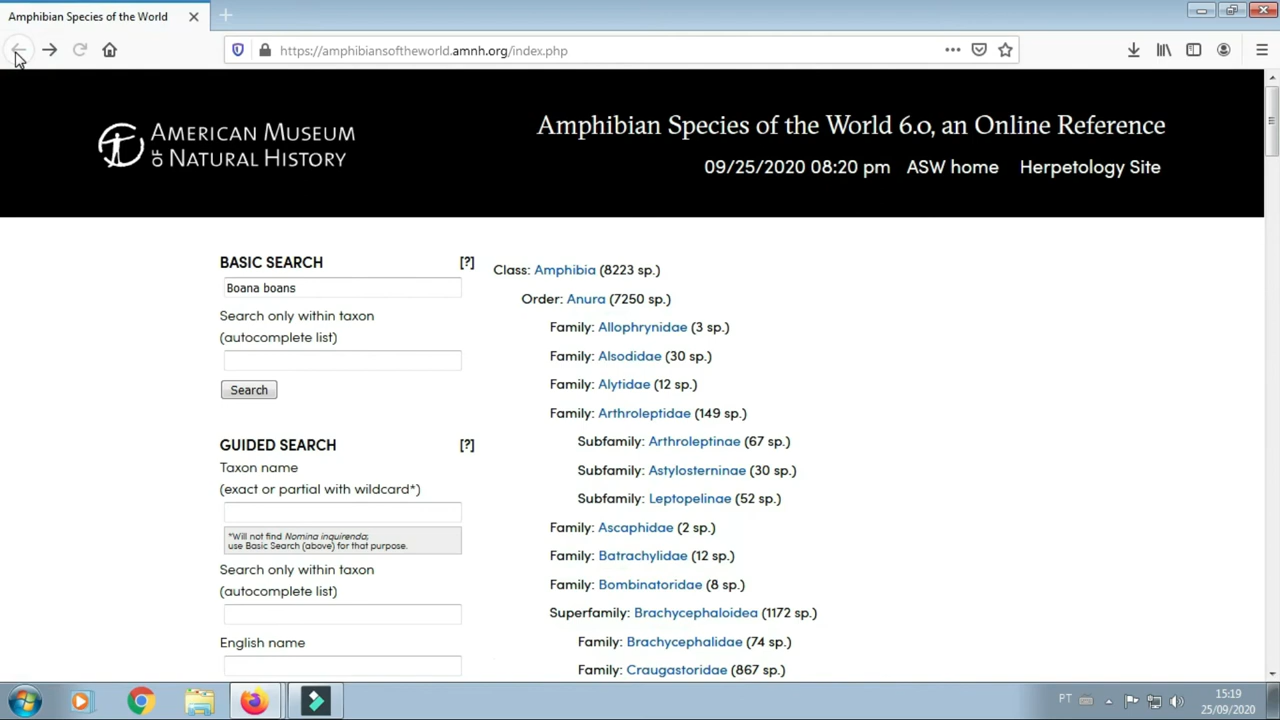 Amphibian Species of the World
https://amphibiansoftheworld.amnh.org/index.php
AMERICAN MUSEUM
OF NATURAL HISTORY
Amphibian Species of the World 6.0, an Online Reference
09/25/2020 08:20 pm ASW home Herpetology Site
BASIC SEARCH [?]
Boana boans
Search only within taxon
(autocomplete list)
Search
GUIDED SEARCH [?]
Taxon name
(exact or partial with wildcard*)
*Will not find Nomina inquirenda;
use Basic Search (above) for that purpose.
Search only within taxon
(autocomplete list)
English name
Class: Amphibia (8223 sp.)
Order: Anura (7250 sp.)
Family: Allophrynidae (3 sp.)
Family: Alsodidae (30 sp.)
Family: Alytidae (12 sp.)
Family: Arthroleptidae (149 sp.)
Subfamily: Arthroleptinae (67 sp.)
Subfamily: Astylosterninae (30 sp.)
Subfamily: Leptopelinae (52 sp.)
Family: Ascaphidae (2 sp.)
Family: Batrachylidae (12 sp.)
Family: Bombinatoridae (8 sp.)
Superfamily: Brachycephaloidea (1172 sp.)
Family: Brachycephalidae (74 sp.)
Family: Craugastoridae (867 sp.)
PT
15:19
25/09/2020